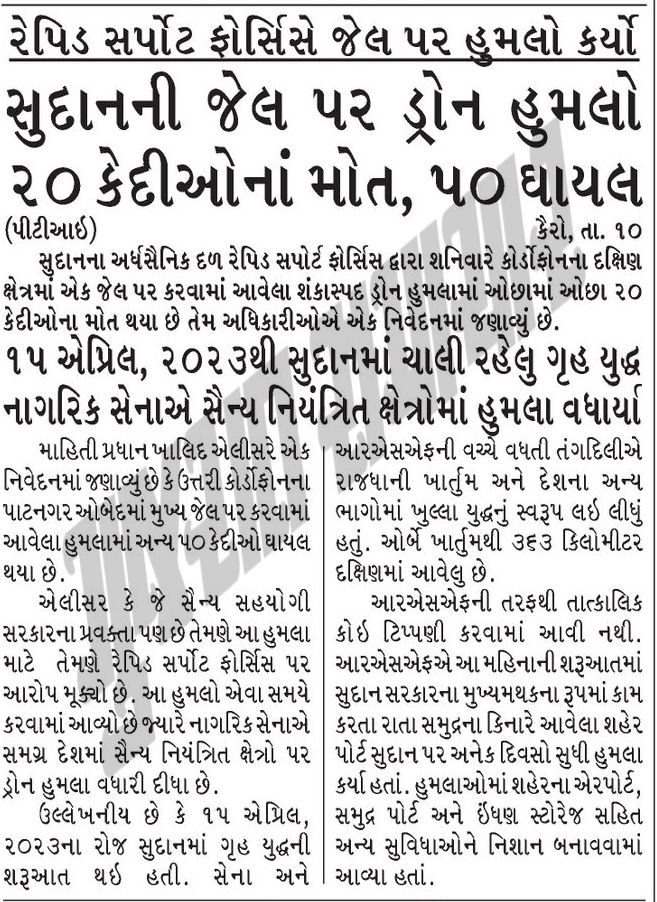 રેપિડ સર્પોટ ફોર્સિસે જેલ પર હુમલો કર્યો
સુદાનની જેલ પર ડ્રોન હુમલો
૨૦ કેદીઓનાં મોત, ૫૦ ઘાયલ
(પીટીઆઇ) કૈરો, તા. ૧૦
સુદાનના અર્ધસૈનિક દળ રેપિડ સપોર્ટ ફોર્સિસ દ્વારા શનિવારે કોર્ડોફોનના દક્ષિણ
ક્ષેત્રમાં એક જેલ પર કરવામાં આવેલા શંકાસ્પદ ડ્રોન હુમલામાં ઓછામાં ઓછા ૨૦
કેદીઓના મોત થયા છે તેમ અધિકારીઓએ એક નિવેદનમાં જણાવ્યું છે.
૧૫ એપ્રિલ, ૨૦૨૩થી સુદાનમાં ચાલી રહેલુ ગૃહ યુદ્ધ
નાગરિક સેનાએ સૈન્ય નિયંત્રિત ક્ષેત્રોમાં હુમલા વધાર્યા
માહિતી પ્રધાન ખાલિદ એલીસરે એક
નિવેદનમાં જણાવ્યું છે કે ઉત્તરી કોર્ડોફોનના
પાટનગર ઓબેદમાં મુખ્ય જેલ પર કરવામાં
આવેલા હુમલામાં અન્ય ૫૦ કેદીઓ ઘાયલ
થયા છે.
એલીસર કે જે સૈન્ય સહયોગી
સરકારના પ્રવક્તા પણ છે તેમણે આ હુમલા
માટે તેમણે રેપિડ સર્પોટ ફોર્સિસ પર
આરોપ મૂક્યા છે. આ હુમલો એવા સમયે
કરવામાં આવ્યો છે જ્યારે નાગરિક સેનાએ
સમગ્ર દેશમાં સૈન્ય નિયંત્રિત ક્ષેત્રો પર
ડ્રોન હુમલા વધારી દીધા છે.
ઉલ્લેખનીય છે કે ૧૫ એપ્રિલ,
૨૦૨૩ના રોજ સુદાનમાં ગૃહ યુદ્ધની
શરૂઆત થઇ હતી. સેના અને
આરએસએફની વચ્ચે વધતી તંગદિલીએ
રાજધાની ખાર્તુમ અને દેશના અન્ય
ભાગોમાં ખુલ્લા યુદ્ધનું સ્વરૂપ લઇ લીધું
હતું. ઓર્બે ખાર્તુમથી ૩૬૩ કિલોમીટર
દક્ષિણમાં આવેલુ છે.
આરએસએફની તરફથી તાત્કાલિક
કોઇ ટિપ્પણી કરવામાં આવી નથી.
આરએસએફએ આ મહિનાની શરૂઆતમાં
સુદાન સરકારના મુખ્યમથકના રૂપમાં કામ
કરતા રાતા સમુદ્રના કિનારે આવેલા શહેર
પોર્ટ સુદાન પર અનેક દિવસો સુધી હુમલા
કર્યા હતાં. હુમલાઓમાં શહેરના એરપોર્ટ,
સમુદ્ર પોર્ટ અને ઇંધણ સ્ટોરેજ સહિત
અન્ય સુવિધાઓને નિશાન બનાવવામાં
આવ્યા હતાં.
ગુજરાત સમાચાર